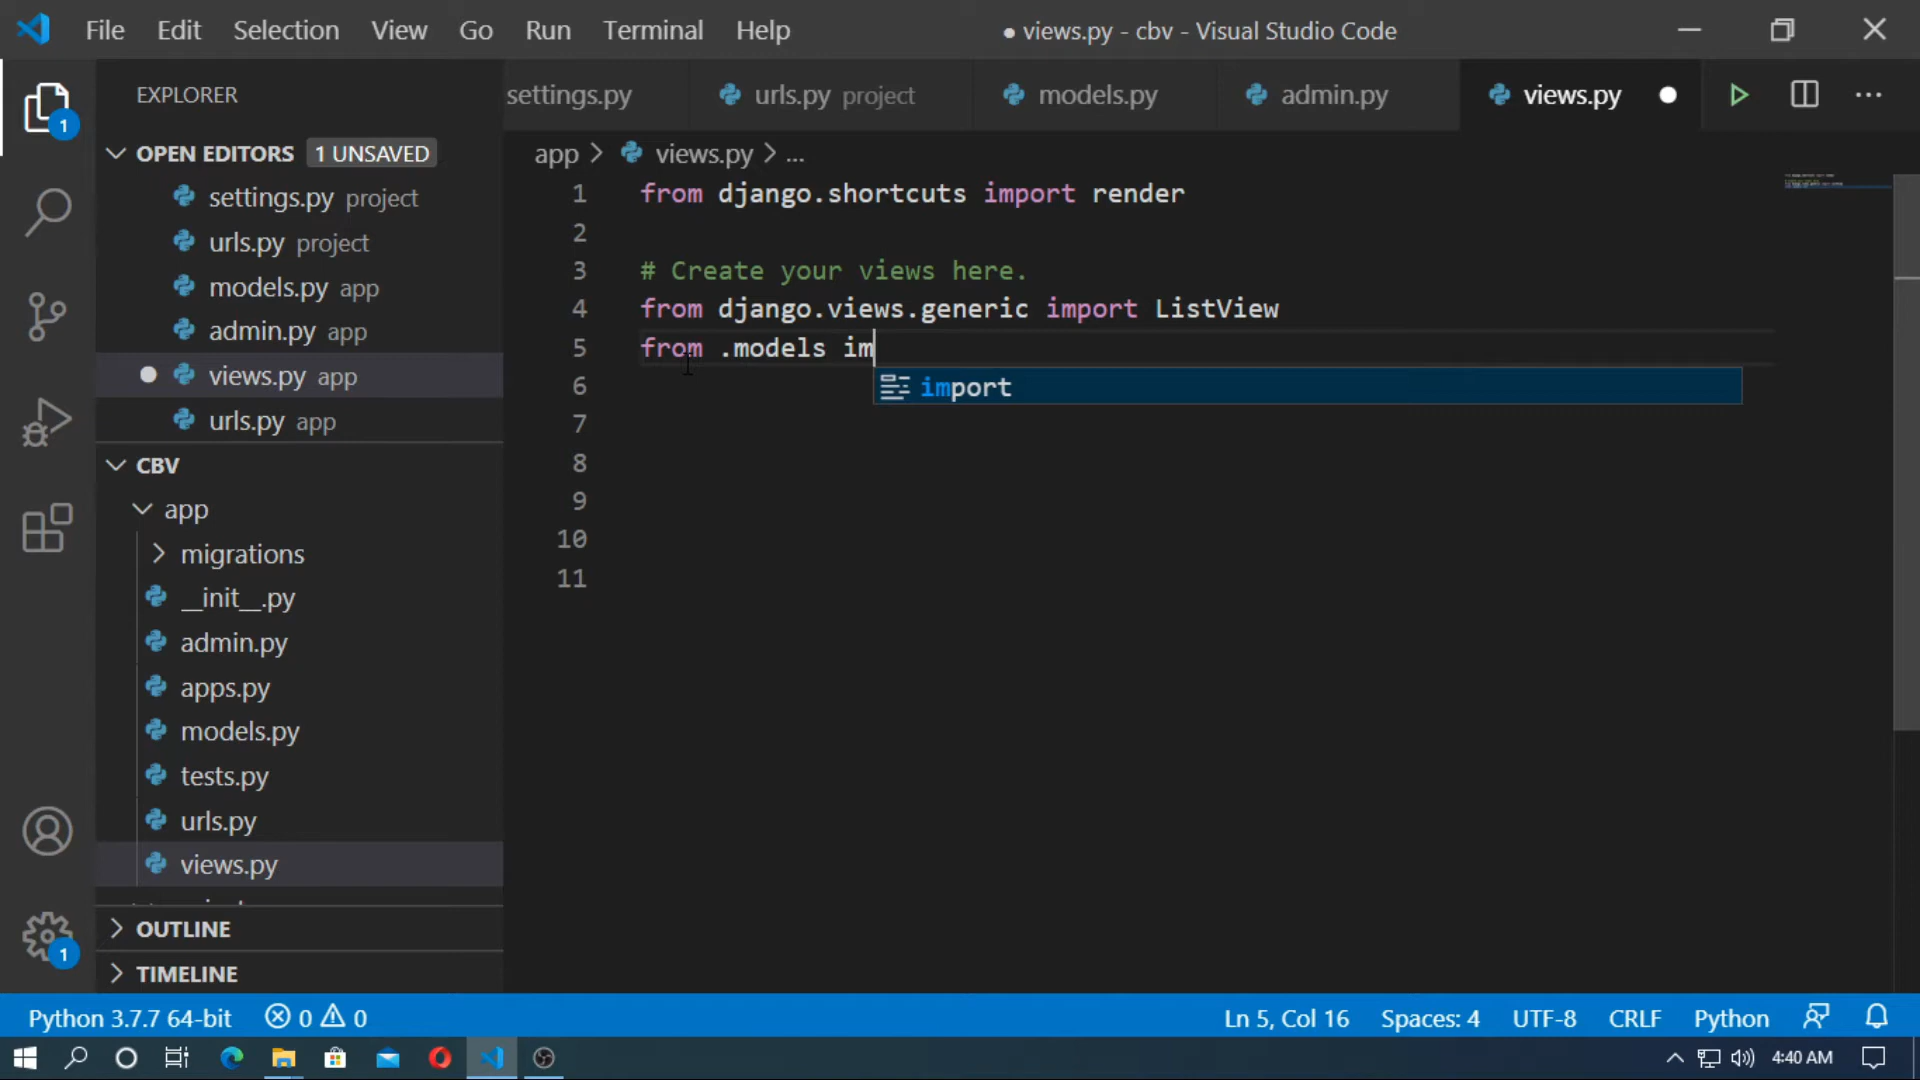 File Edit Selection View Go Run Terminal Help ● views.py - cbv - Visual Studio Code
EXPLORER
1
OPEN EDITORS 1 UNSAVED
settings.py project
urls.py project
models.py app
admin.py app
views.py app
urls.py app
CBV
app
migrations
__init__.py
admin.py
apps.py
models.py
tests.py
urls.py
views.py
OUTLINE
TIMELINE
1
settings.py urls.py project models.py admin.py views.py
app > views.py > ...
1 from django.shortcuts import render
2
3 # Create your views here.
4 from django.views.generic import ListView
5 from .models im
import
6
7
8
9
10
11
Python 3.7.7 64-bit 0 0 Ln 5, Col 16 Spaces: 4 UTF-8 CRLF Python
4:40 AM